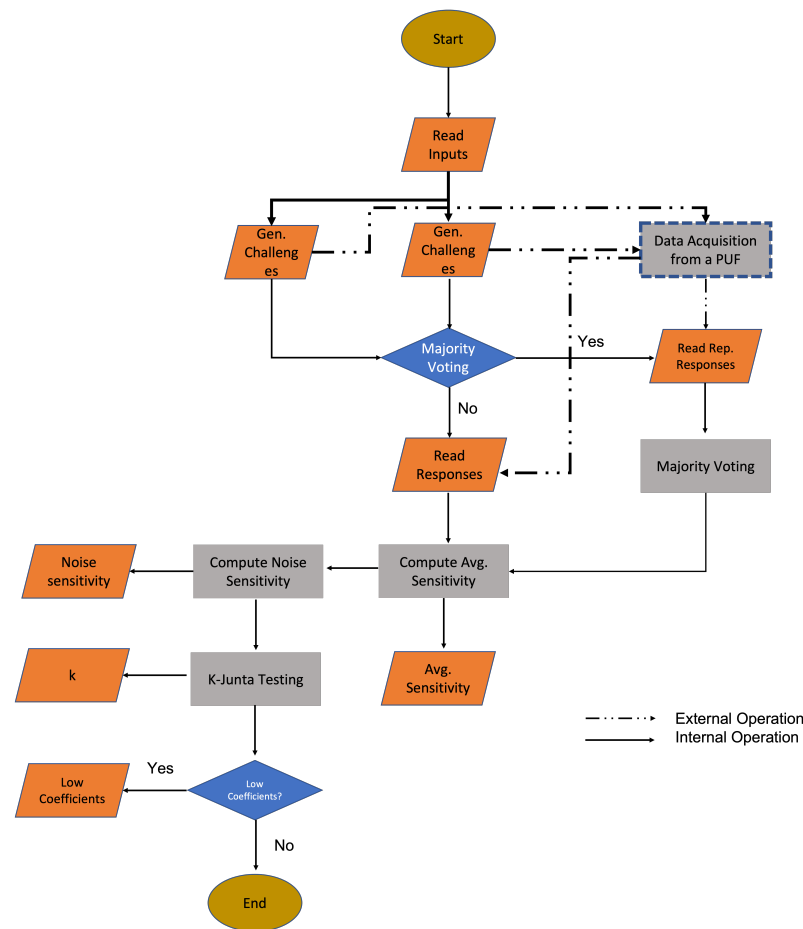 Start
Read
Inputs
Gen.
Challeng
es
Gen.
Challeng
es
Data Acquisition
from a PUF
Majority
Voting
Yes
Read Rep.
Responses
No
Read
Responses
Majority Voting
Noise
sensitivity
Compute Noise
Sensitivity
Compute Avg.
Sensitivity
k
K-Junta Testing
Avg.
Sensitivity
External Operation
Internal Operation
Yes
Low
Coefficients
Low
Coefficients?
No
End